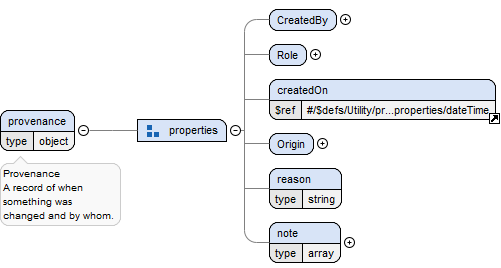 CreatedBy
Role
createdOn
$ref #/$defs/Utility/pr...properties/dateTime
provenance
type object
properties
Origin
Provenance
A record of when
something was
changed and by whom.
reason
type string
note
type array